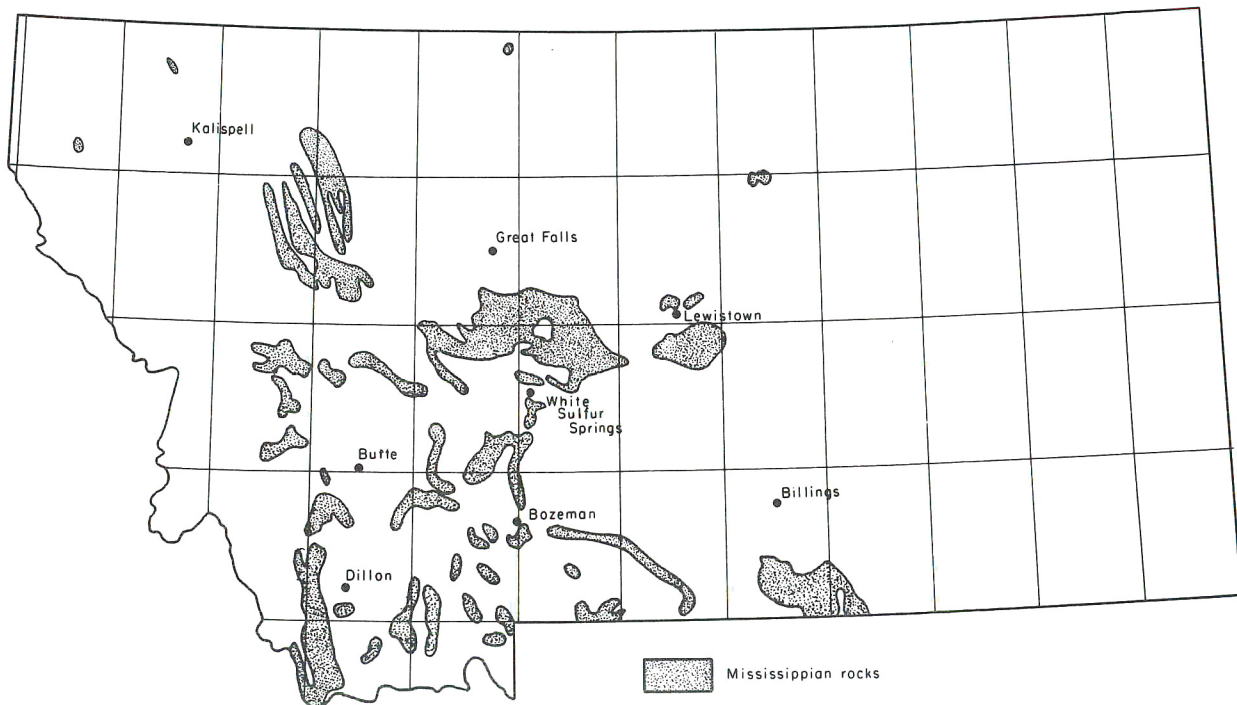 Kalispell
Great Falls
Lewistown
White
Sulfur
Springs
Butte
Billings
Bozeman
Dillon
Mississippian rocks